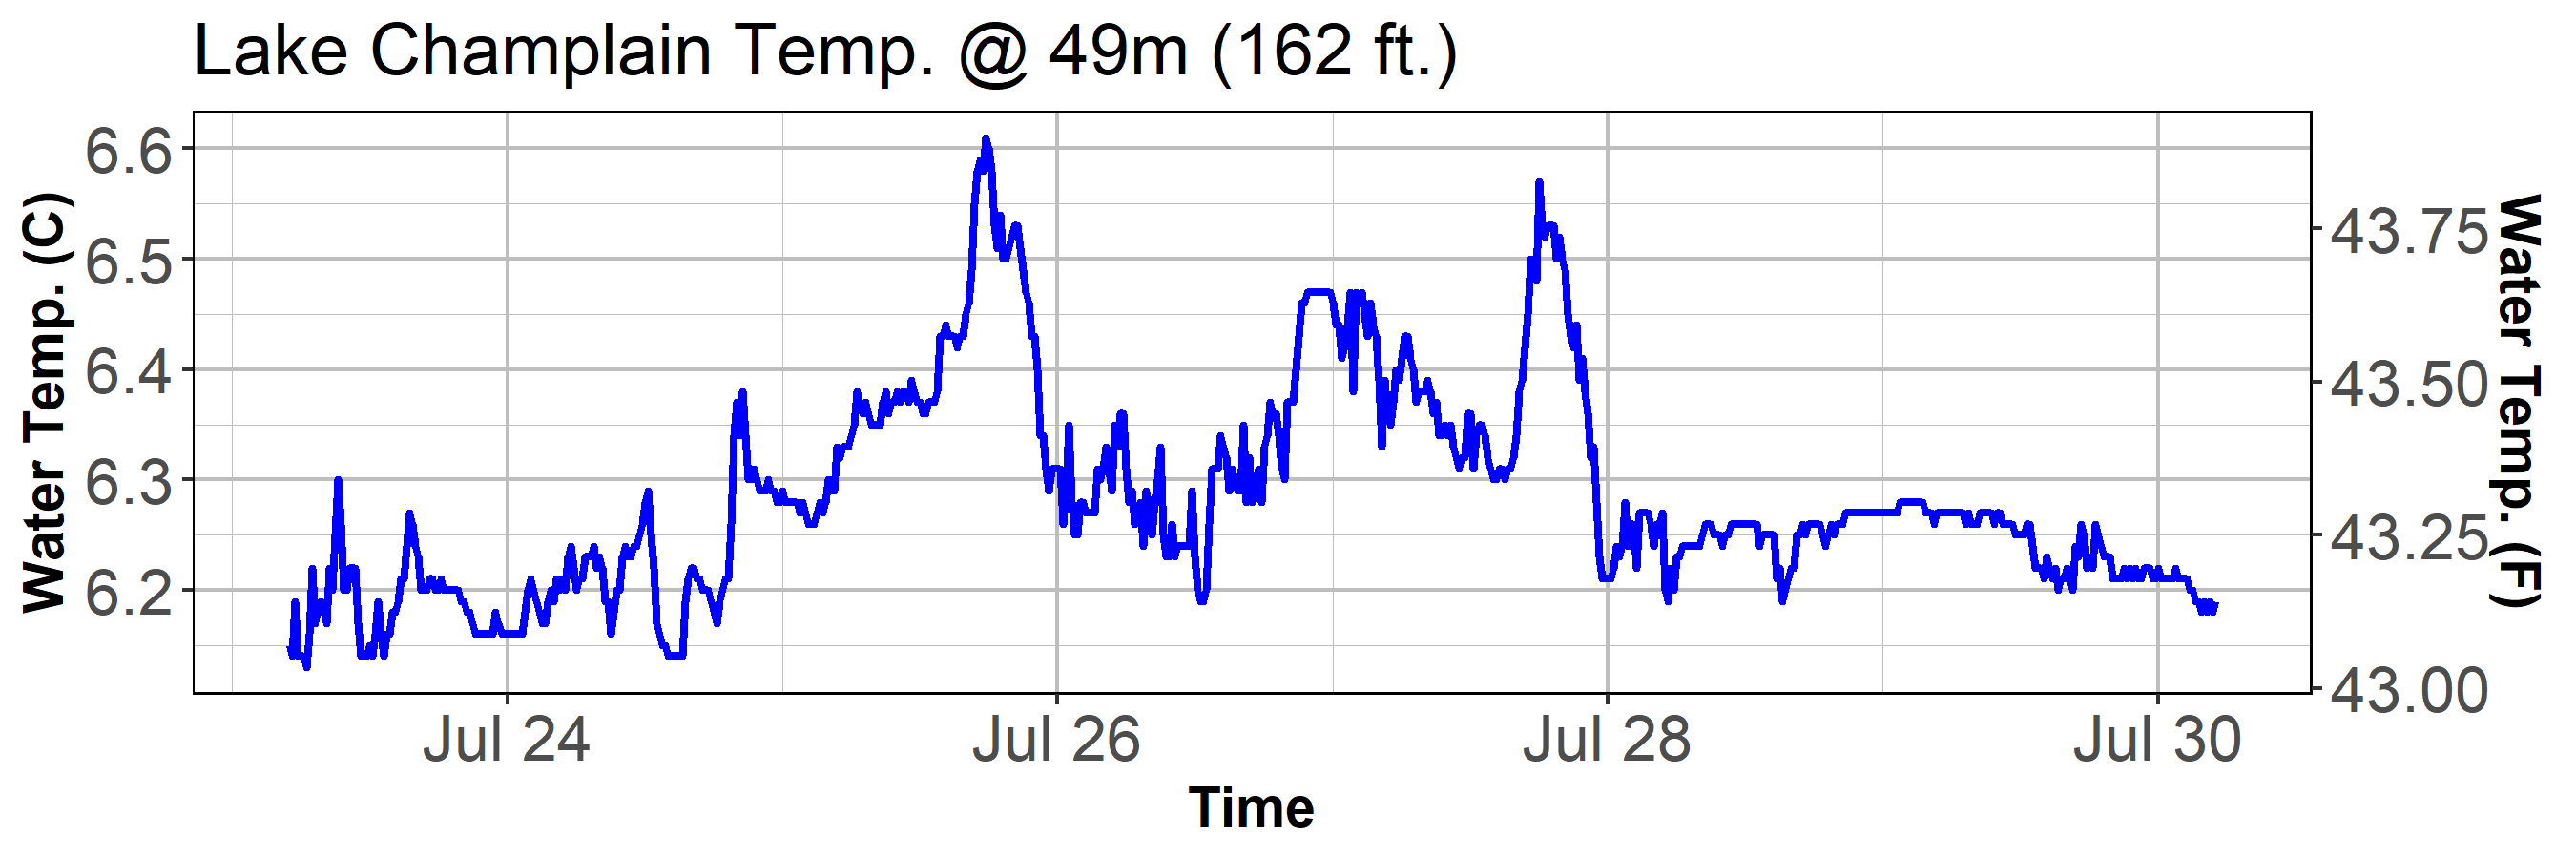 Lake Champlain Temp. @ 49m (162 ft.)
Water Temp. (C)
6.6
6.5
6.4
6.3
6.2
43.75
43.50
43.25
43.00
Water Temp. (F)
Jul 24 Jul 26 Jul 28 Jul 30
Time